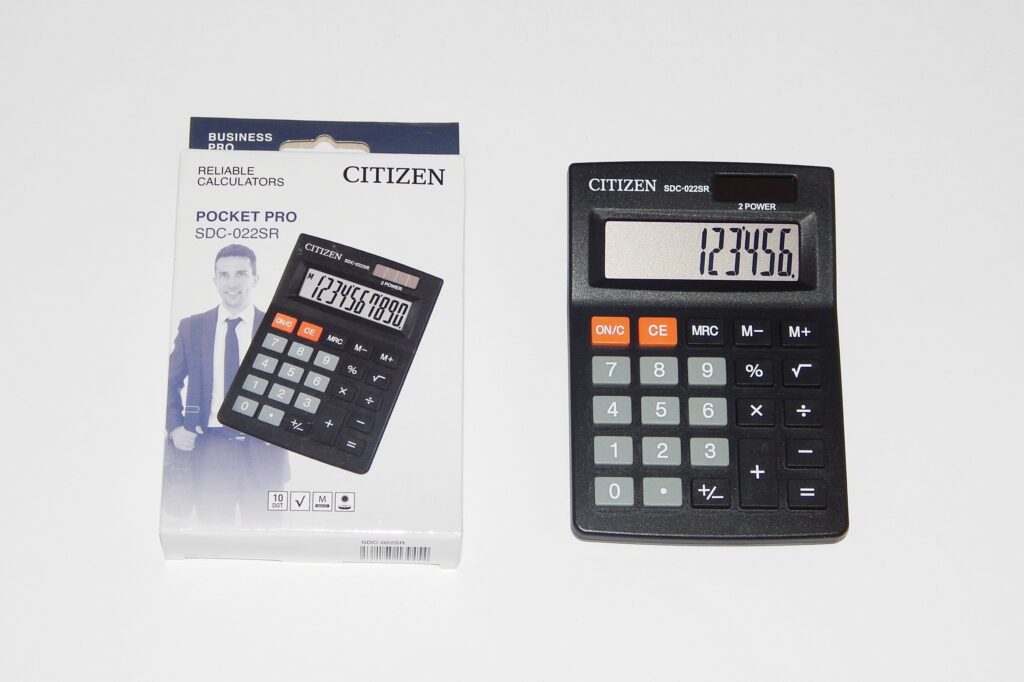 BUSINESS
PRO
RELIABLE
CALCULATORS
CITIZEN
POCKET PRO
SDC-022SR
CITIZEN SDC-022SR
2 POWER
M
1234567890.
ON/C CE MRC M− M+
7 8 9 % √
4 5 6 × ÷
1 2 3 + −
0 • +/− =
10 DGT √ M
SDC-022SR
CITIZEN SDC-022SR
2 POWER
123'456.
ON/C CE MRC M− M+
7 8 9 % √
4 5 6 × ÷
1 2 3 + −
0 • +/− =